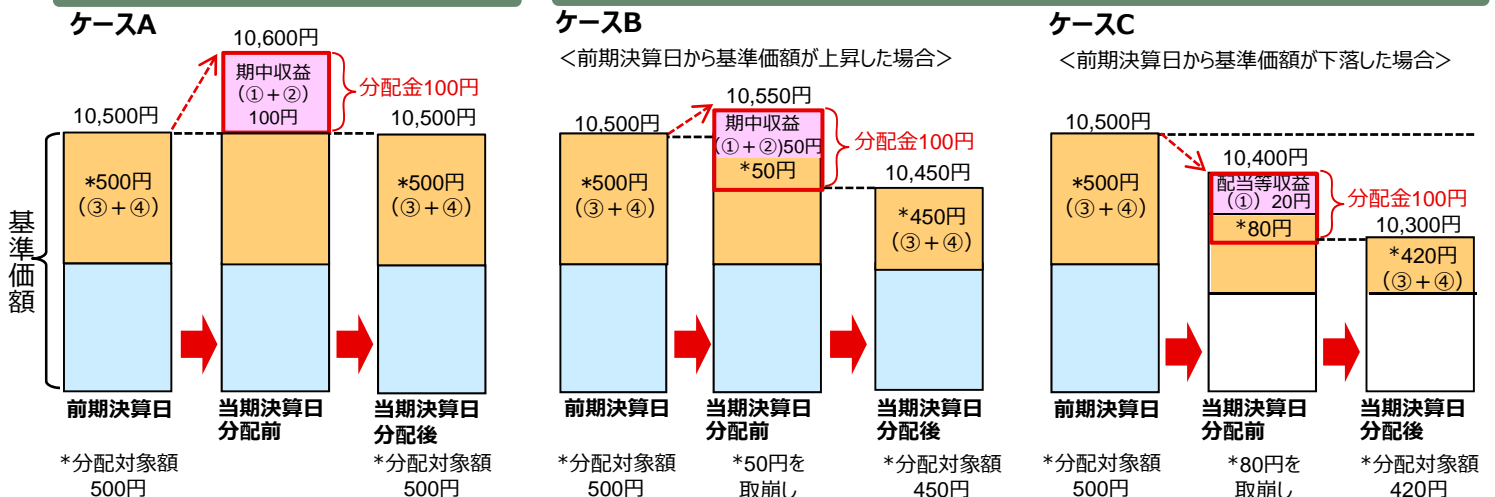 ケースA
10,600円
期中収益
（①＋②）
100円
分配金100円
10,500円
10,500円
*500円
（③＋④）
*500円
（③＋④）
基準価額
前期決算日
当期決算日
分配前
当期決算日
分配後
*分配対象額
500円
*分配対象額
500円
ケースB
＜前期決算日から基準価額が上昇した場合＞
10,550円
10,500円
期中収益
（①＋②)50円
*50円
分配金100円
10,450円
*500円
（③＋④）
*450円
（③＋④）
前期決算日
当期決算日
分配前
当期決算日
分配後
*分配対象額
500円
*50円を
取崩し
*分配対象額
450円
ケースC
＜前期決算日から基準価額が下落した場合＞
10,500円
10,400円
配当等収益
（①） 20円
*80円
分配金100円
10,300円
*500円
（③＋④）
*420円
（③＋④）
前期決算日
当期決算日
分配前
当期決算日
分配後
*分配対象額
500円
*80円を
取崩し
*分配対象額
420円